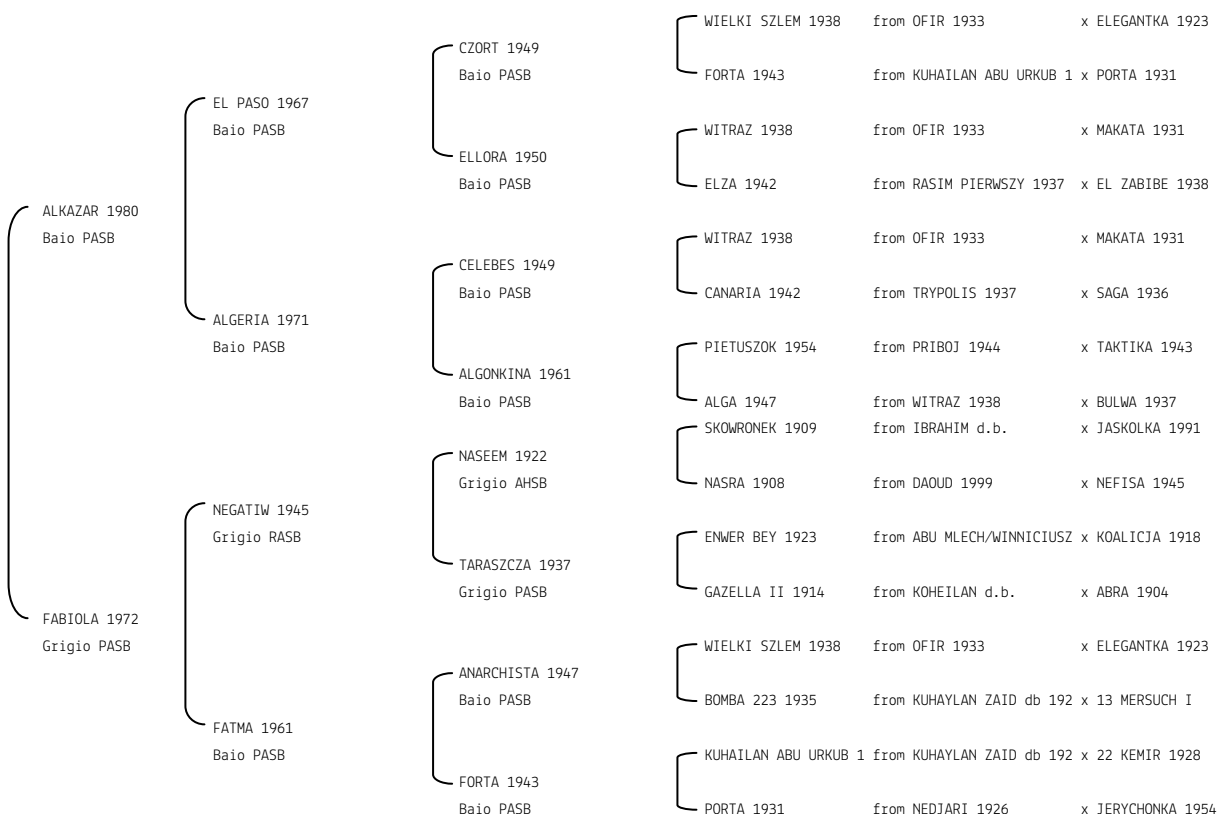 WIELKI SZLEM 1938 from OFIR 1933 x ELEGANTKA 1923
CZORT 1949
Baio PASB
FORTA 1943 from KUHAILAN ABU URKUB 1 x PORTA 1931
EL PASO 1967
Baio PASB
WITRAZ 1938 from OFIR 1933 x MAKATA 1931
ELLORA 1950
Baio PASB
ELZA 1942 from RASIM PIERWSZY 1937 x EL ZABIBE 1938
ALKAZAR 1980
Baio PASB
WITRAZ 1938 from OFIR 1933 x MAKATA 1931
CELEBES 1949
Baio PASB
CANARIA 1942 from TRYPOLIS 1937 x SAGA 1936
ALGERIA 1971
Baio PASB
PIETUSZOK 1954 from PRIBOJ 1944 x TAKTIKA 1943
ALGONKINA 1961
Baio PASB
ALGA 1947 from WITRAZ 1938 x BULWA 1937
SKOWRONEK 1909 from IBRAHIM d.b. x JASKOLKA 1991
NASEEM 1922
Grigio AHSB
NASRA 1908 from DAOUD 1999 x NEFISA 1945
NEGATIW 1945
Grigio RASB
ENWER BEY 1923 from ABU MLECH/WINNICIUSZ x KOALICJA 1918
TARASZCZA 1937
Grigio PASB
GAZELLA II 1914 from KOHEILAN d.b. x ABRA 1904
FABIOLA 1972
Grigio PASB
WIELKI SZLEM 1938 from OFIR 1933 x ELEGANTKA 1923
ANARCHISTA 1947
Baio PASB
BOMBA 223 1935 from KUHAYLAN ZAID db 192 x 13 MERSUCH I
FATMA 1961
Baio PASB
KUHAILAN ABU URKUB 1 from KUHAYLAN ZAID db 192 x 22 KEMIR 1928
FORTA 1943
Baio PASB
PORTA 1931 from NEDJARI 1926 x JERYCHONKA 1954